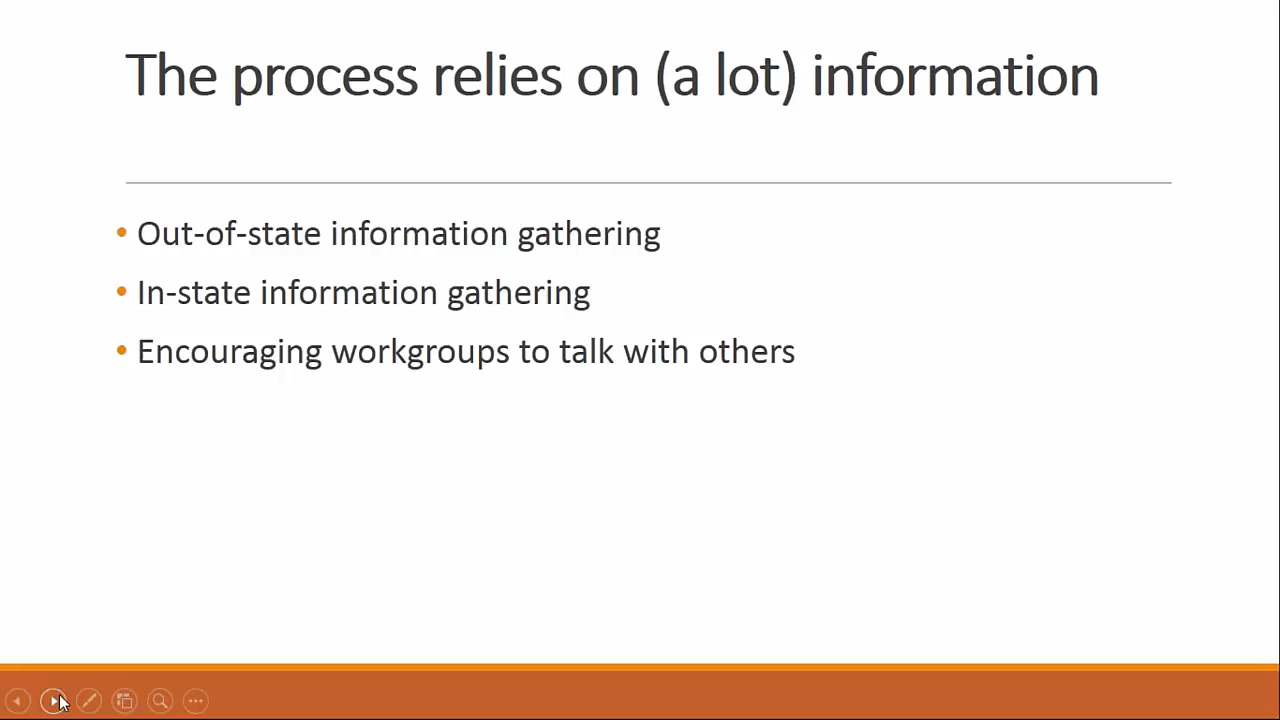 The process relies on (a lot) information
• Out-of-state information gathering
• In-state information gathering
• Encouraging workgroups to talk with others